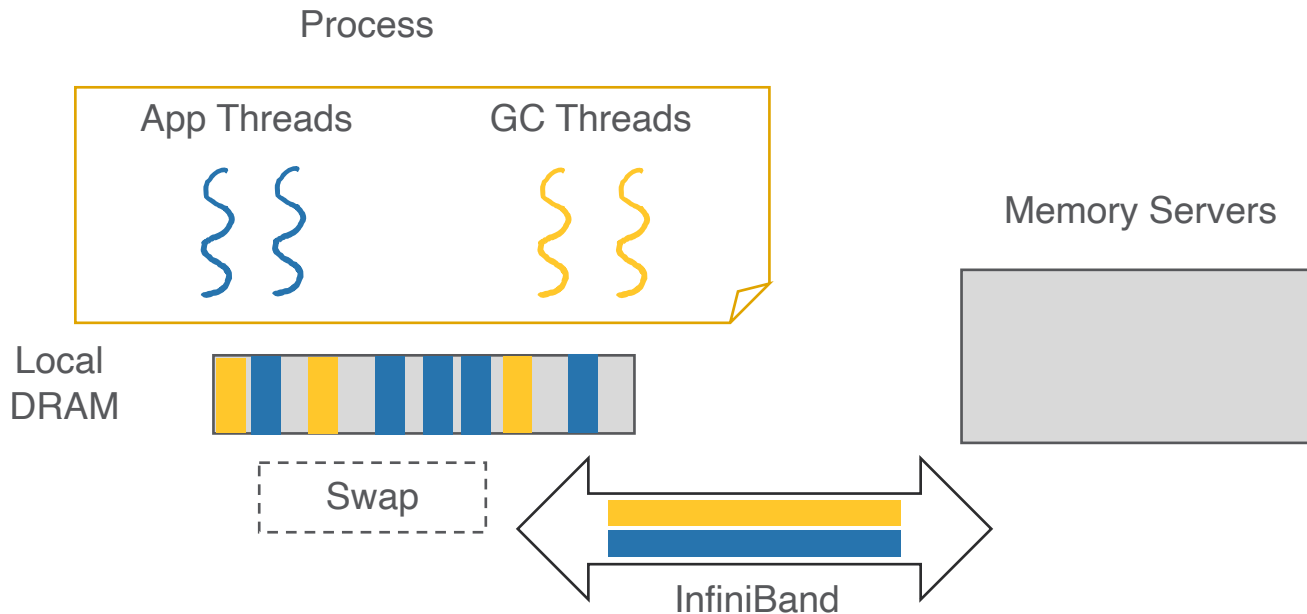 Process
App Threads
GC Threads
Memory Servers
Local
DRAM
Swap
InfiniBand